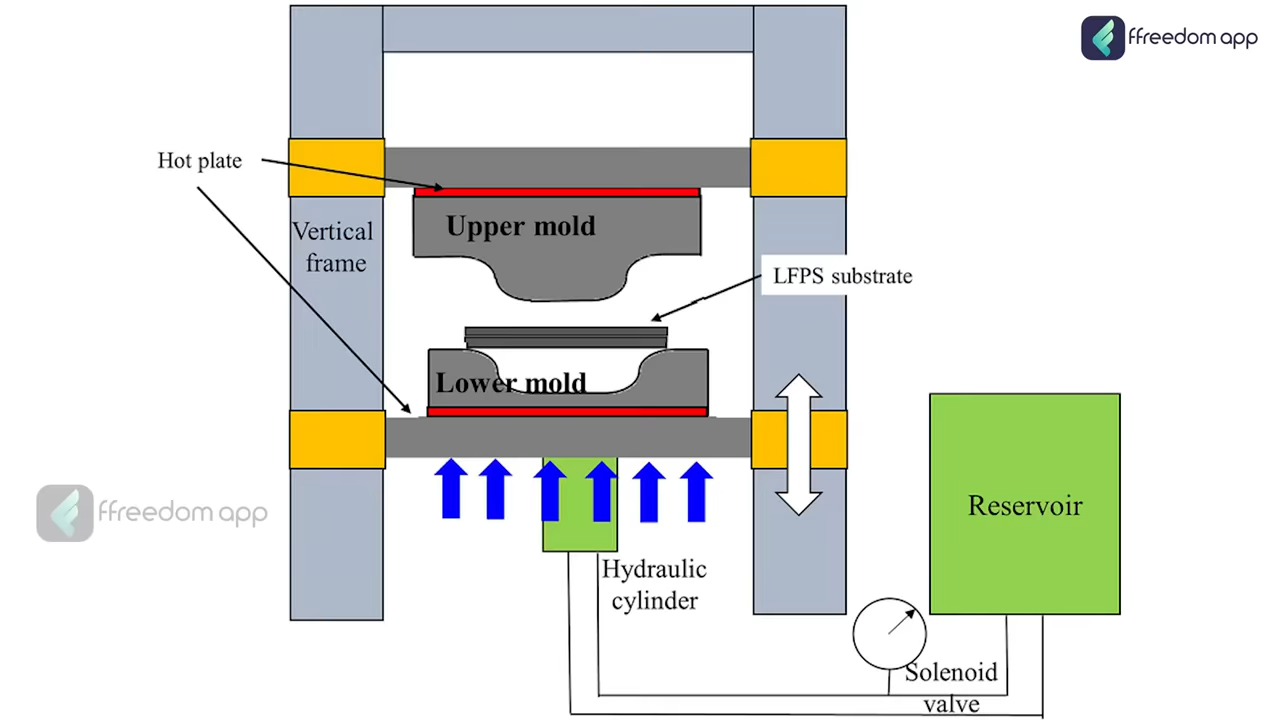 ffreedom app
Hot plate
Upper mold
Vertical
frame
LFPS substrate
Lower mold
Reservoir
ffreedom app
Hydraulic
cylinder
Solenoid
valve